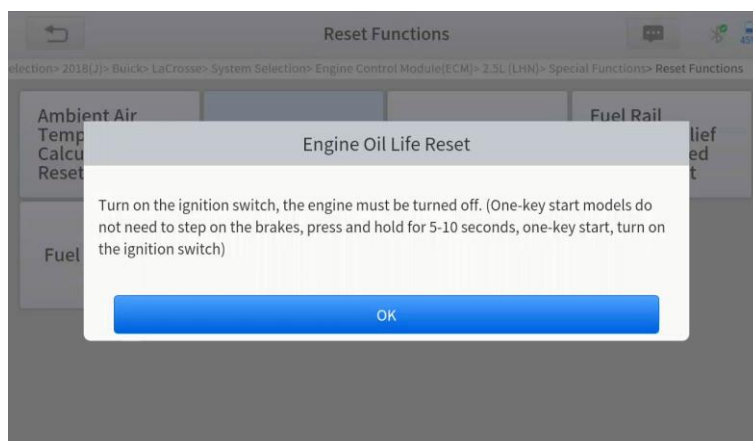 Reset Functions
45%
election> 2018(J)> Buick> LaCrosse> System Selection> Engine Control Module(ECM)> 2.5L (LHN)> Special Functions> Reset Functions
Ambient Air
Temp
Calcu
Reset
Fuel Rail
lief
ed
t
Engine Oil Life Reset
Turn on the ignition switch, the engine must be turned off. (One-key start models do
not need to step on the brakes, press and hold for 5-10 seconds, one-key start, turn on
the ignition switch)
Fuel
OK